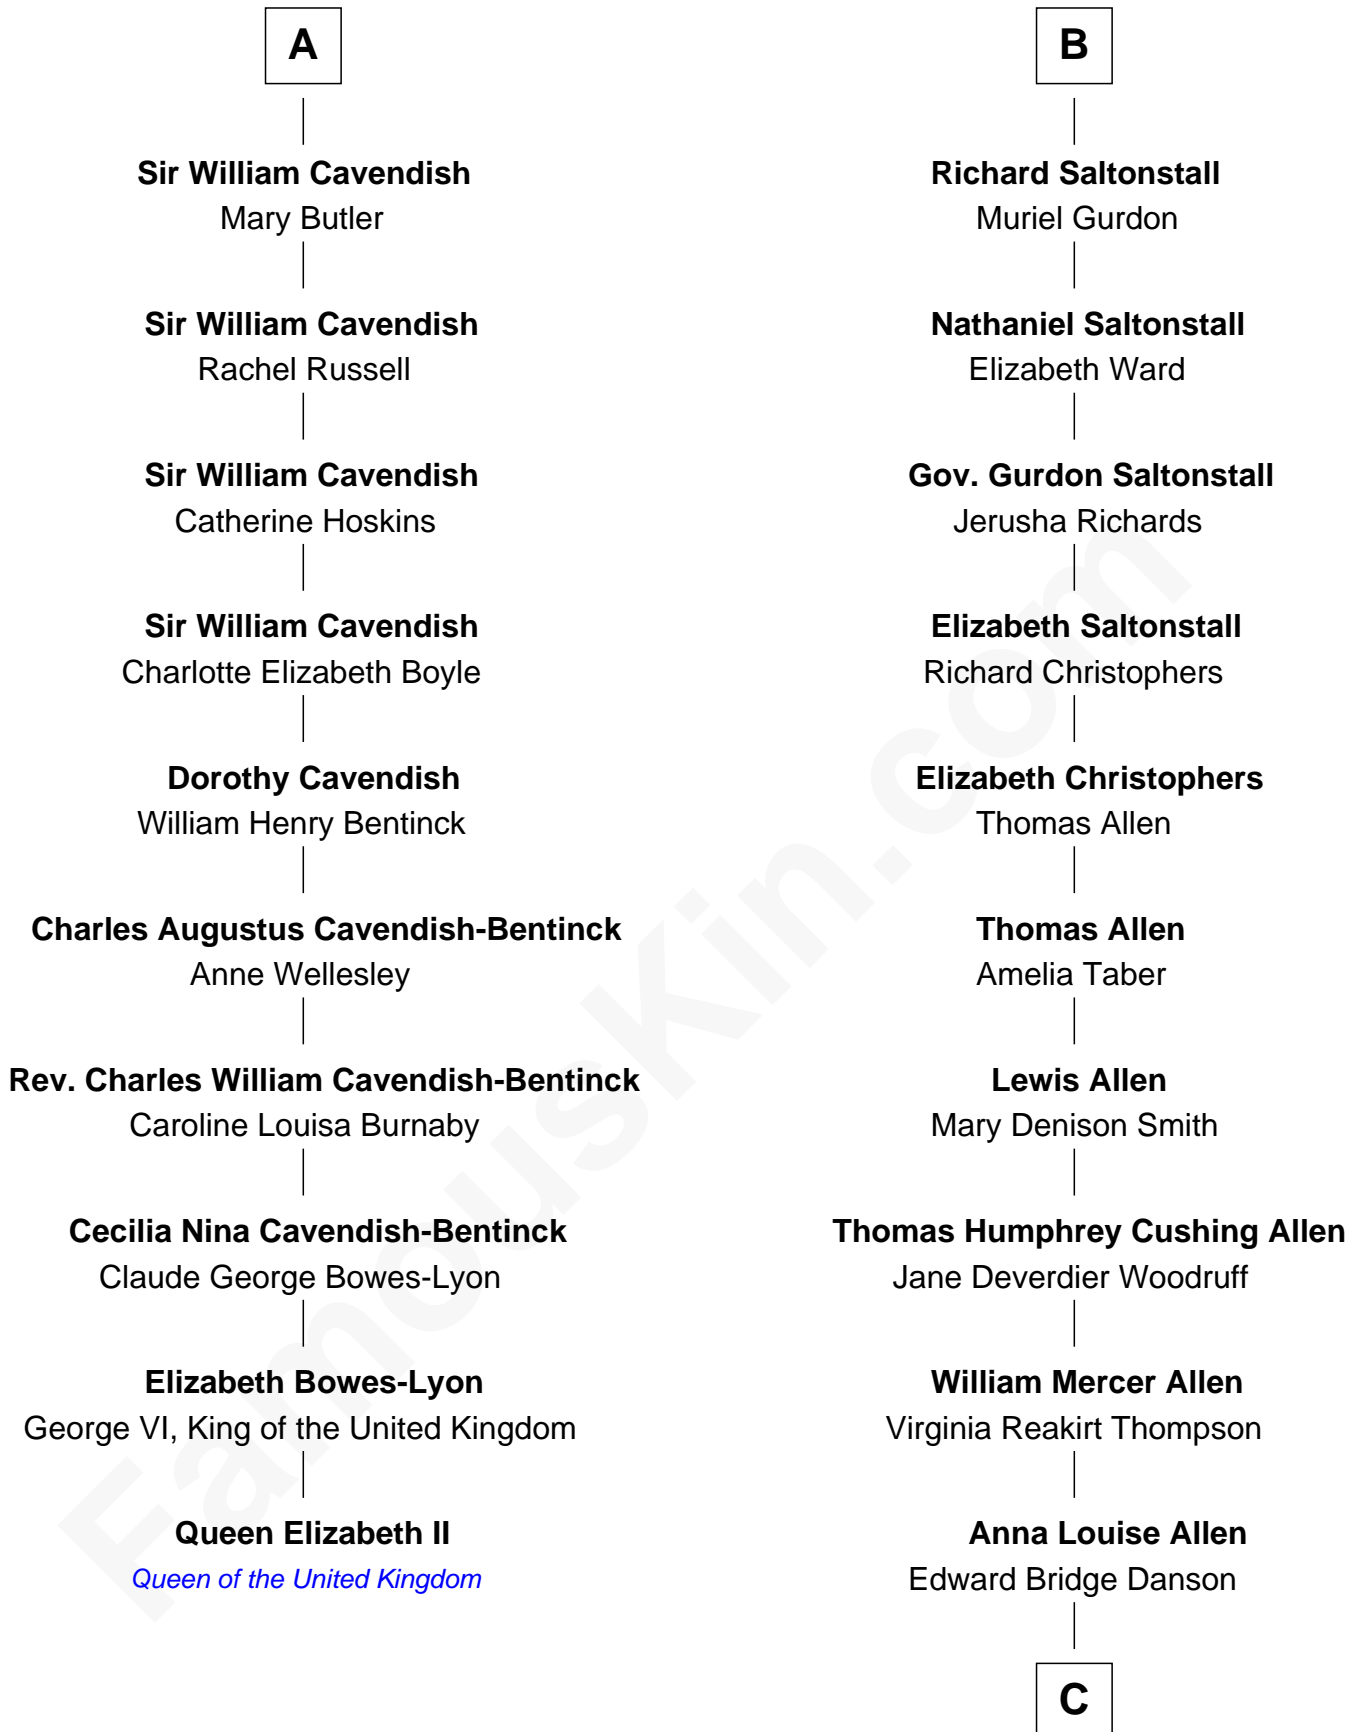 A
Sir William Cavendish
Mary Butler
Sir William Cavendish
Rachel Russell
Sir William Cavendish
Catherine Hoskins
Sir William Cavendish
Charlotte Elizabeth Boyle
Dorothy Cavendish
William Henry Bentinck
Charles Augustus Cavendish-Bentinck
Anne Wellesley
Rev. Charles William Cavendish-Bentinck
Caroline Louisa Burnaby
Cecilia Nina Cavendish-Bentinck
Claude George Bowes-Lyon
Elizabeth Bowes-Lyon
George VI, King of the United Kingdom
Queen Elizabeth II
Queen of the United Kingdom
B
Richard Saltonstall
Muriel Gurdon
Nathaniel Saltonstall
Elizabeth Ward
Gov. Gurdon Saltonstall
Jerusha Richards
Elizabeth Saltonstall
Richard Christophers
Elizabeth Christophers
Thomas Allen
Thomas Allen
Amelia Taber
Lewis Allen
Mary Denison Smith
Thomas Humphrey Cushing Allen
Jane Deverdier Woodruff
William Mercer Allen
Virginia Reakirt Thompson
Anna Louise Allen
Edward Bridge Danson
C
FamousKin.com